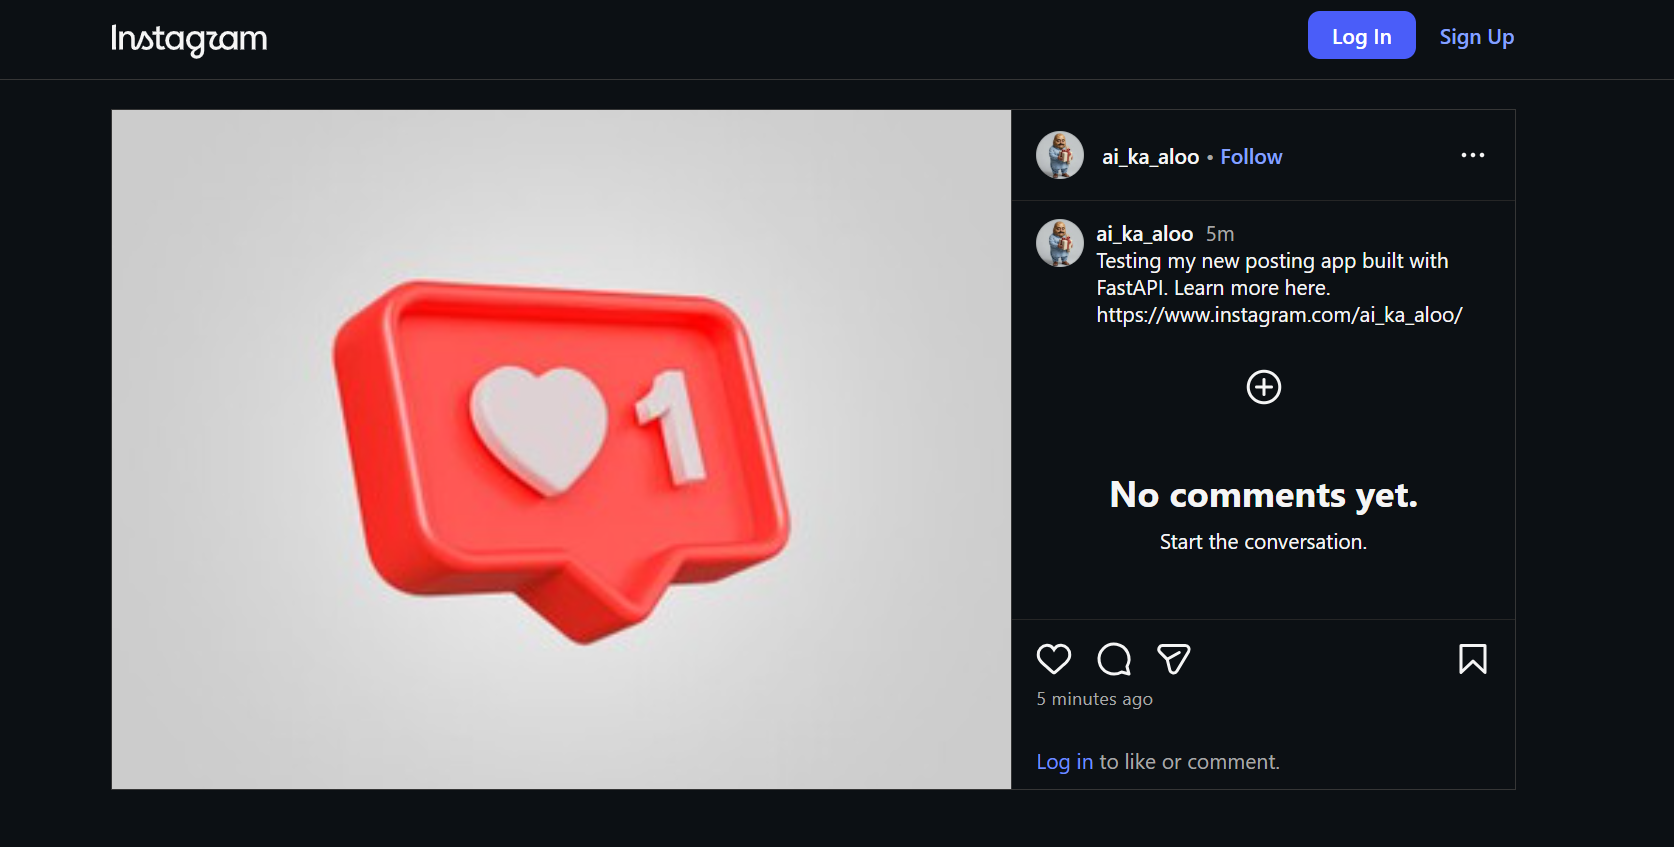 Instagram
Log In
Sign Up
1
ai_ka_aloo • Follow
ai_ka_aloo 5m
Testing my new posting app built with
FastAPI. Learn more here.
https://www.instagram.com/ai_ka_aloo/
No comments yet.
Start the conversation.
5 minutes ago
Log in to like or comment.